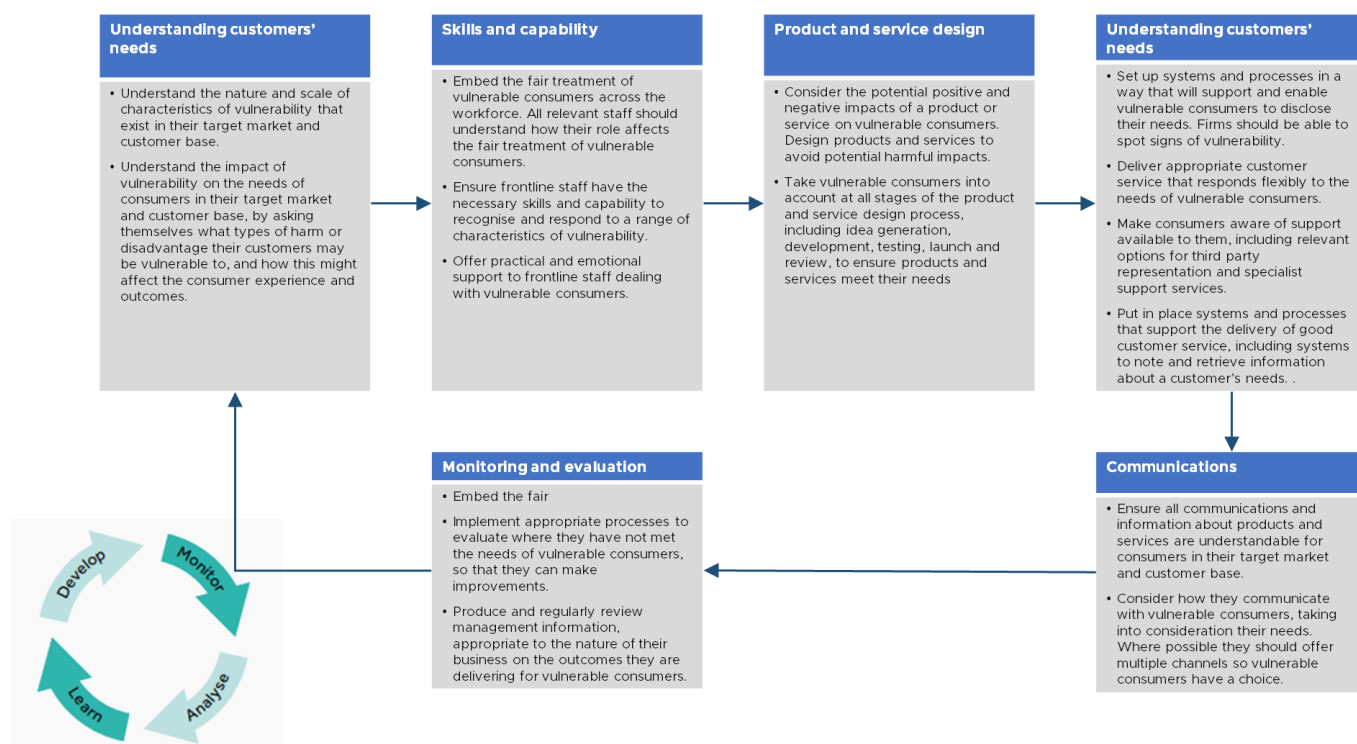 Understanding customers'
needs
• Understand the nature and scale of
characteristics of vulnerability that
exist in their target market and
customer base.
• Understand the impact of
vulnerability on the needs of
consumers in their target market
and customer base, by asking
themselves what types of harm or
disadvantage their customers may
be vulnerable to, and how this might
affect the consumer experience and
outcomes.
Skills and capability
• Embed the fair treatment of
vulnerable consumers across the
workforce. All relevant staff should
understand how their role affects
the fair treatment of vulnerable
consumers.
• Ensure frontline staff have the
necessary skills and capability to
recognise and respond to a range of
characteristics of vulnerability.
• Offer practical and emotional
support to frontline staff dealing
with vulnerable consumers.
Product and service design
• Consider the potential positive and
negative impacts of a product or
service on vulnerable consumers.
Design products and services to
avoid potential harmful impacts.
• Take vulnerable consumers into
account at all stages of the product
and service design process,
including idea generation,
development, testing, launch and
review, to ensure products and
services meet their needs
Understanding customers'
needs
• Set up systems and processes in a
way that will support and enable
vulnerable consumers to disclose
their needs. Firms should be able to
spot signs of vulnerability.
• Deliver appropriate customer
service that responds flexibly to the
needs of vulnerable consumers.
• Make consumers aware of support
available to them, including relevant
options for third party
representation and specialist
support services.
• Put in place systems and processes
that support the delivery of good
customer service, including systems
to note and retrieve information
about a customer's needs. .
Communications
• Ensure all communications and
information about products and
services are understandable for
consumers in their target market
and customer base.
• Consider how they communicate
with vulnerable consumers, taking
into consideration their needs.
Where possible they should offer
multiple channels so vulnerable
consumers have a choice.
Monitoring and evaluation
• Embed the fair
• Implement appropriate processes to
evaluate where they have not met
the needs of vulnerable consumers,
so that they can make
improvements.
• Produce and regularly review
management information,
appropriate to the nature of their
business on the outcomes they are
delivering for vulnerable consumers.
Develop
Monitor
Analyse
Learn